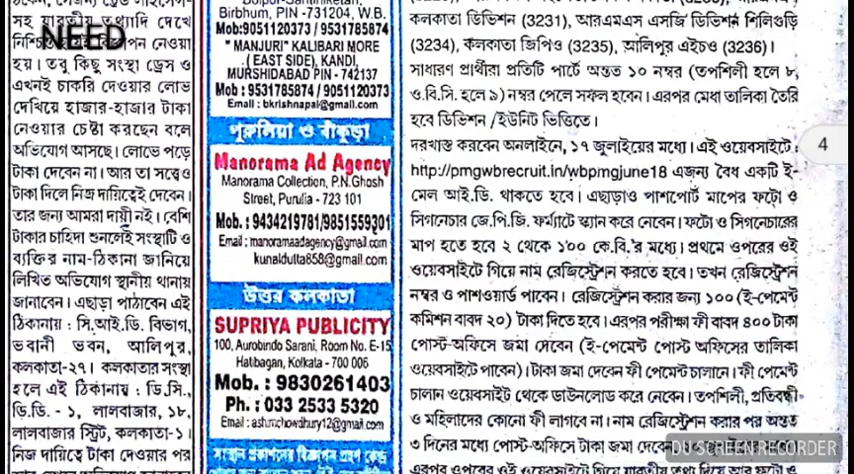 সহ যাবতীয় তথ্যাদি দেখে
নিশ্চিত হয়ে বিজ্ঞাপন নেওয়া
হয়। তবু কিছু সংস্থা ড্রেস ও
এখনই চাকরি দেওয়ার লোভ
দেখিয়ে হাজার-হাজার টাকা
নেওয়ার চেষ্টা করছেন বলে
অভিযোগ আসছে। লোভে পড়ে
টাকা দেবেন না। আর তা সত্ত্বেও
টাকা দিলে নিজ দায়িত্বেই দেবেন।
তার জন্য আমরা দায়ী নই। বেশি
টাকার চাহিদা শুনলেই সংস্থাটি ও
ব্যক্তির নাম-ঠিকানা জানিয়ে
লিখিত অভিযোগ স্থানীয় থানায়
জানাবেন। এছাড়া পাঠাবেন এই
ঠিকানায় : সি.আই.ডি. বিভাগ,
ভবানী ভবন, আলিপুর,
কলকাতা-২৭। কলকাতার সংস্থা
হলে এই ঠিকানায় : ডি.সি.,
ডি.ডি. - ১, লালবাজার, ১৮,
লালবাজার স্ট্রিট, কলকাতা-১।
নিজ দায়িত্বে টাকা দেওয়ার পর
NEED
Birbhum, PIN -731204, W.B.
Mob:9051120373 / 9531785874
"MANJURI" KALIBARI MORE
(EAST SIDE), KANDI,
MURSHIDABAD PIN - 742137
Mob : 9531785874 / 9051120373
Email : bkrishnapal@gmail.com
পুরুলিয়া ও বাঁকুড়া
Manorama Ad Agency
Manorama Collection, P.N.Ghosh
Street, Purulia - 723 101
Mob. : 9434219781/9851559301
Email : manoramaadagency@gmail.com
kunaldutta858@gmail.com
উত্তর কলকাতা
SUPRIYA PUBLICITY
100, Aurobindo Sarani, Room No. E-15
Hatibagan, Kolkata - 700 006
Mob. : 9830261403
Ph. : 033 2533 5320
Email : ashmchowdhury12@gmail.com
কলকাতা ডিভিশন (3231), আরএমএস এসজি ডিভিশন শিলিগুড়ি
(3234), কলকাতা জিপিও (3235), আলিপুর এইচও (3236)।
সাধারণ প্রার্থীরা প্রতিটি পার্টে অন্তত ১০ নম্বর (তপশিলী হলে ৮,
ও.বি.সি. হলে ৯) নম্বর পেলে সফল হবেন। এরপর মেধা তালিকা তৈরি
হবে ডিভিশন /ইউনিট ভিত্তিতে।
দরখাস্ত করবেন অনলাইনে, ১৭ জুলাইয়ের মধ্যে। এই ওয়েবসাইটে :
http://pmgwbrecruit.in/wbpmgjune18 এজন্য বৈধ একটি ই-
মেল আই.ডি. থাকতে হবে। এছাড়াও পাশপোর্ট মাপের ফটো ও
সিগনেচার জে.পি.জি. ফর্ম্যাটে স্ক্যান করে নেবেন। ফটো ও সিগনেচারের
মাপ হতে হবে ২ থেকে ১০০ কে.বি.'র মধ্যে। প্রথমে ওপরের ওই
ওয়েবসাইটে গিয়ে নাম রেজিস্ট্রেশন করতে হবে। তখন রেজিস্ট্রেশন
নম্বর ও পাশওয়ার্ড পাবেন। রেজিস্ট্রেশন করার জন্য ১০০ (ই-পেমেন্ট
কমিশন বাবদ ২০) টাকা দিতে হবে। এরপর পরীক্ষা ফী বাবদ ৪০০ টাকা
পোস্ট-অফিসে জমা দেবেন (ই-পেমেন্ট পোস্ট অফিসের তালিকা
ওয়েবসাইটে পাবেন)। টাকা জমা দেবেন ফী পেমেন্ট চালানে। ফী পেমেন্ট
চালান ওয়েবসাইট থেকে ডাউনলোড করে নেবেন। তপশিলী, প্রতিবন্ধী
ও মহিলাদের কোনো ফী লাগবে না। নাম রেজিস্ট্রেশন করার পর অন্তত
৩ দিনের মধ্যে পোস্ট-অফিসে টাকা জমা দেবেন
4
DU SCREEN RECORDER